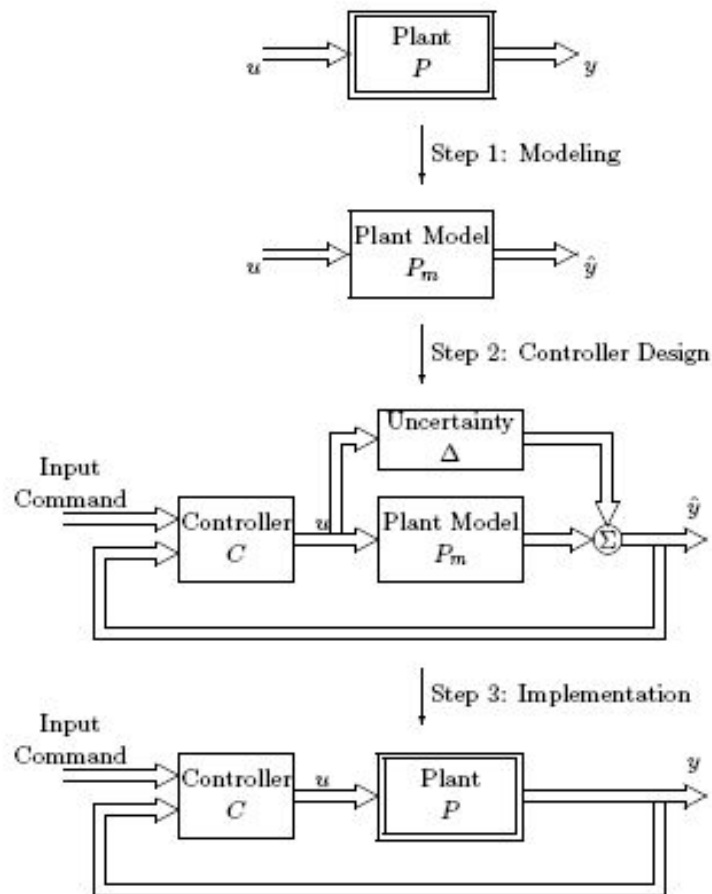 Plant
P
u
y
Step 1: Modeling
Plant Model
P_m
u
ŷ
Step 2: Controller Design
Uncertainty
Δ
Input
Command
Controller
C
u
Plant Model
P_m
Σ
ŷ
Step 3: Implementation
Input
Command
Controller
C
u
Plant
P
y